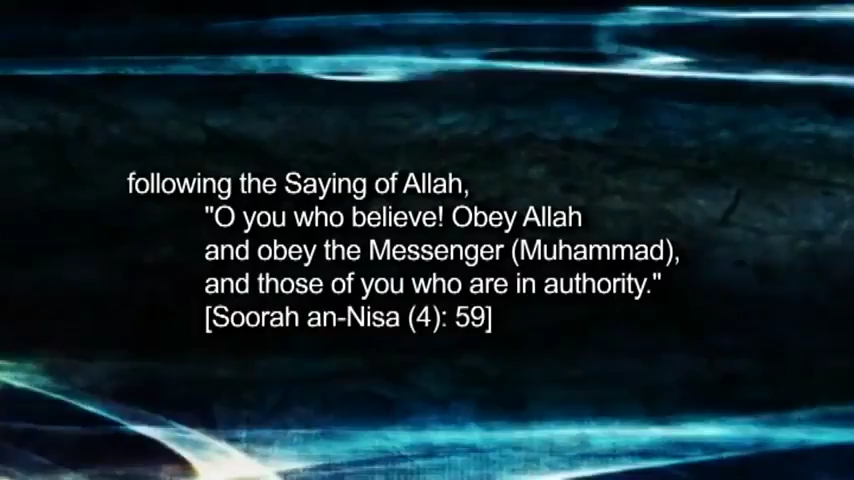 following the Saying of Allah,
"O you who believe! Obey Allah
and obey the Messenger (Muhammad),
and those of you who are in authority."
[Soorah an-Nisa (4): 59]